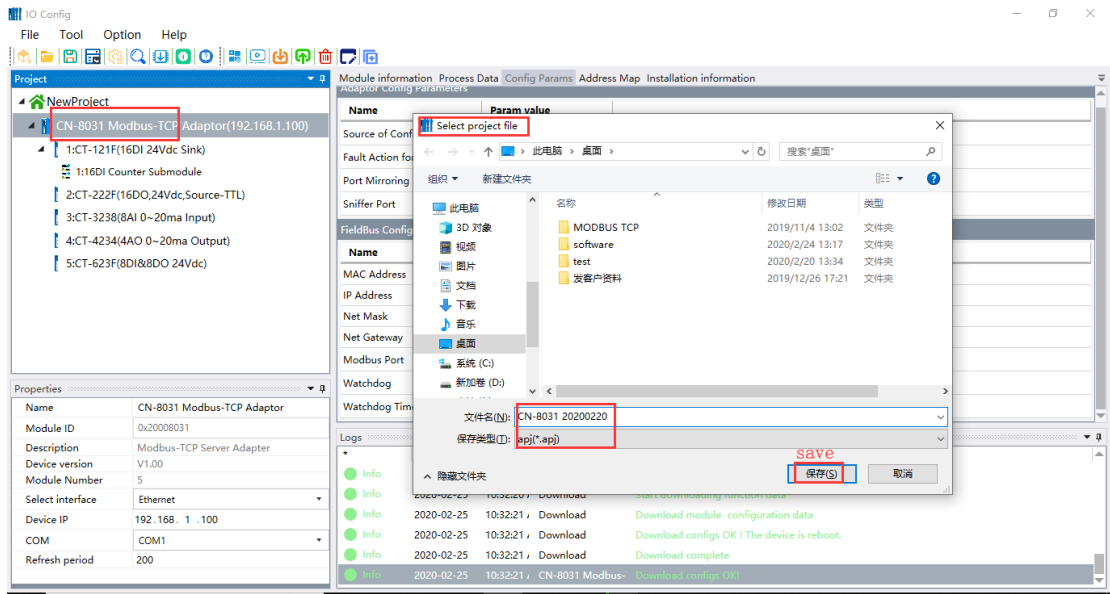 IO Config
File Tool Option Help
Project
NewProject
CN-8031 Modbus-TCP Adaptor(192.168.1.100)
1:CT-121F(16DI 24Vdc Sink)
1:16DI Counter Submodule
2:CT-222F(16DO,24Vdc,Source-TTL)
3:CT-3238(8AI 0~20ma Input)
4:CT-4234(4AO 0~20ma Output)
5:CT-623F(8DI&8DO 24Vdc)
Properties
Name CN-8031 Modbus-TCP Adaptor
Module ID 0x20008031
Description Modbus-TCP Server Adapter
Device version V1.00
Module Number 5
Select interface Ethernet
Device IP 192.168. 1 .100
COM COM1
Refresh period 200
Module information Process Data Config Params Address Map Installation information
Adaptor Config Parameters
Name Param value
Source of Conf
Fault Action fo
Port Mirroring
Sniffer Port
FieldBus Config
Name
MAC Address
IP Address
Net Mask
Net Gateway
Modbus Port
Watchdog
Watchdog Tim
Select project file
此电脑 › 桌面 ›
搜索"桌面"
组织 新建文件夹
此电脑
3D 对象
视频
图片
文档
下载
音乐
桌面
系统 (C:)
新加卷 (D:)
名称 修改日期 类型
MODBUS TCP 2019/11/4 13:02 文件夹
software 2020/2/24 13:17 文件夹
test 2020/2/20 13:34 文件夹
发客户资料 2019/12/26 17:21 文件夹
文件名(N): CN-8031 20200220
保存类型(T): apj(*.apj)
save
隐藏文件夹 保存(S) 取消
Logs
Info
Info 2020-02-25 10:32:20 / Download Start downloading function data
Info 2020-02-25 10:32:21 / Download Download module configuration data
Info 2020-02-25 10:32:21 / Download Download configs OK ! The device is reboot.
Info 2020-02-25 10:32:21 / Download Download complete
Info 2020-02-25 10:32:21 / CN-8031 Modbus- Download configs OK!